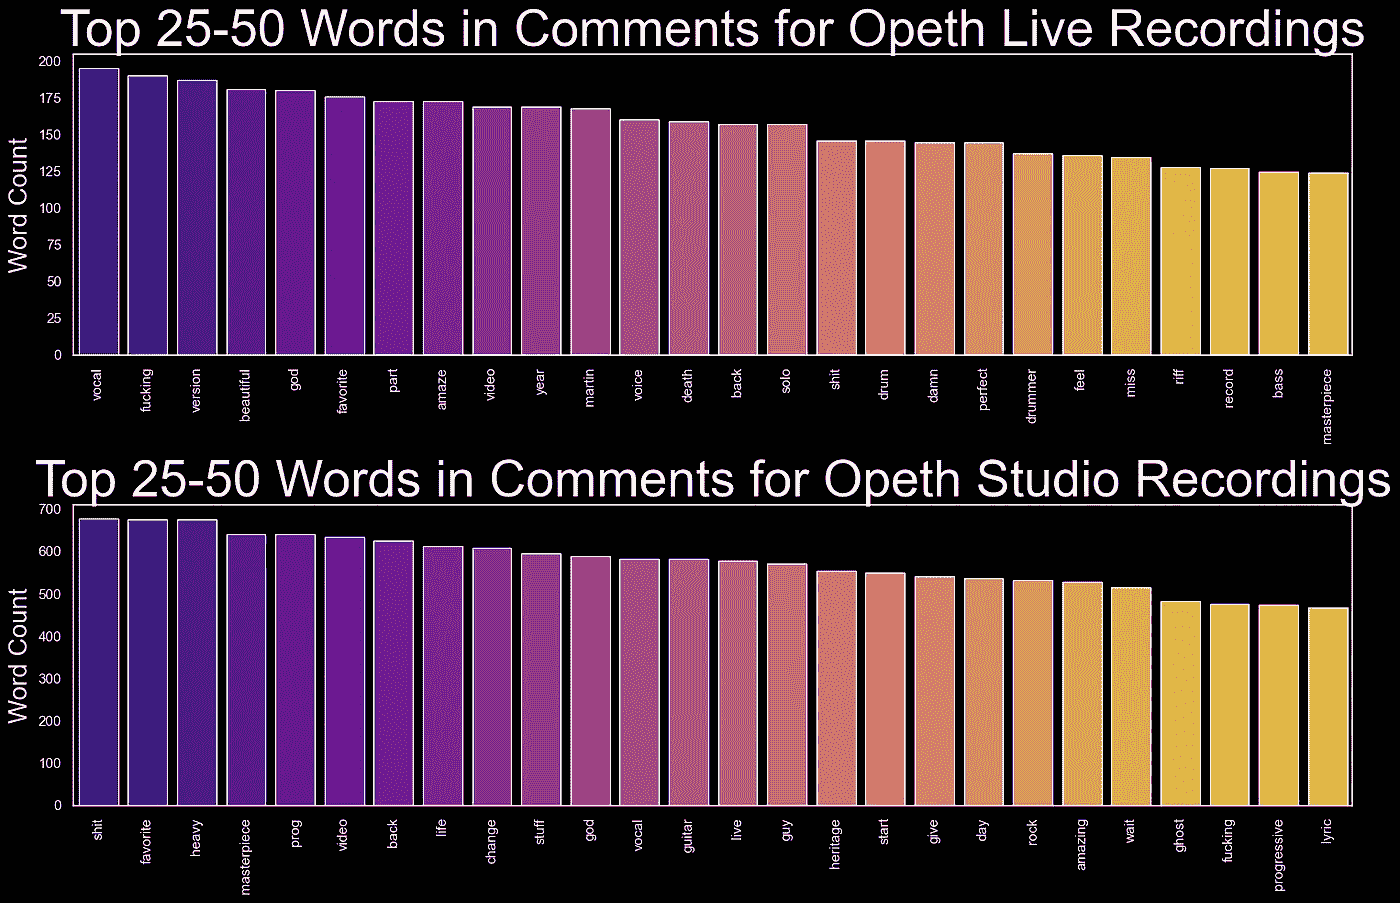 Top 25-50 Words in Comments for Opeth Live Recordings
Word Count
200
175
150
125
100
75
50
25
0
vocal
fucking
version
beautiful
god
favorite
part
amaze
video
year
martin
voice
death
back
solo
shit
drum
damn
perfect
drummer
feel
miss
riff
record
bass
masterpiece
Top 25-50 Words in Comments for Opeth Studio Recordings
Word Count
700
600
500
400
300
200
100
0
shit
favorite
heavy
masterpiece
prog
video
back
life
change
stuff
god
vocal
guitar
live
guy
heritage
start
give
day
rock
amazing
wait
ghost
fucking
progressive
lyric